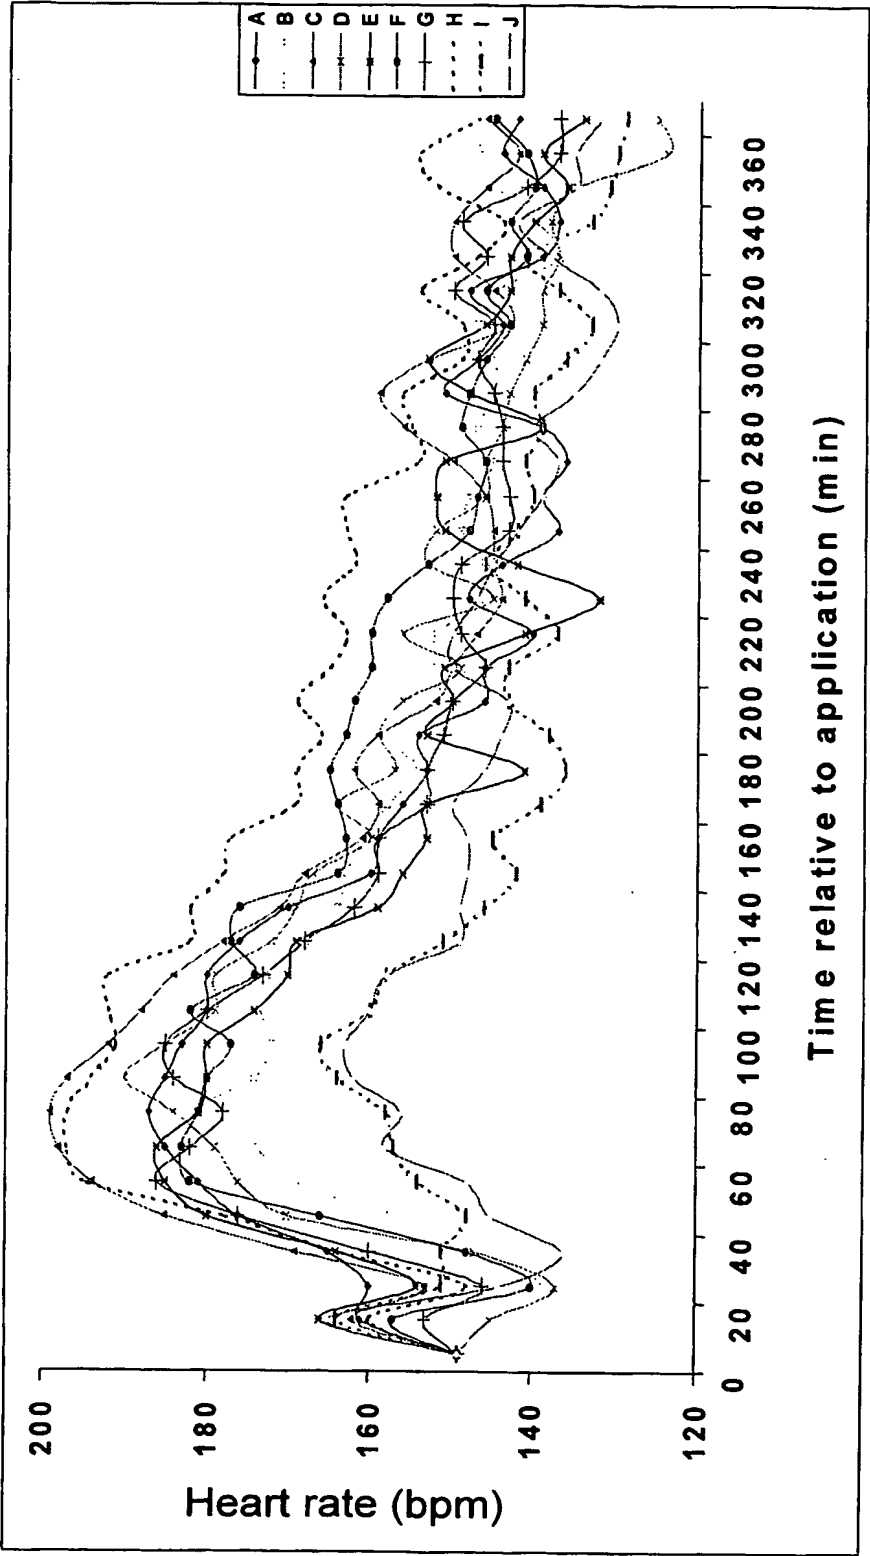 Heart rate (bpm)
200
180
160
140
120
0 20 40 60 80 100 120 140 160 180 200 220 240 260 280 300 320 340 360
Time relative to application (min)
A
B
C
D
E
F
G
H
I
J